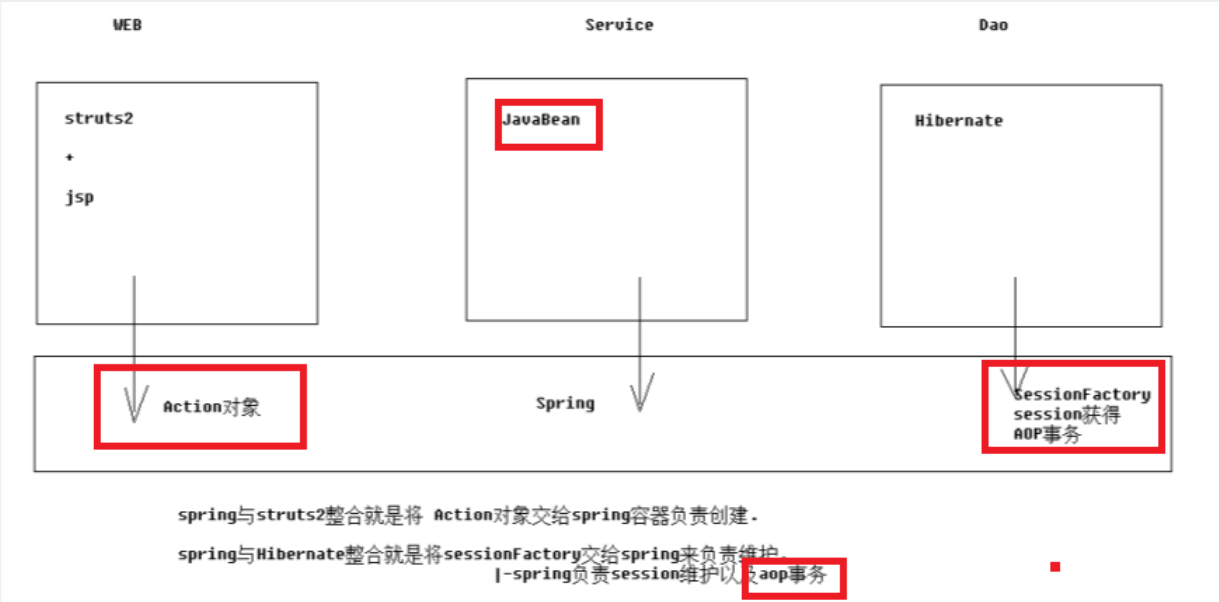 WEB
Service
Dao
struts2
+
jsp
JavaBean
Hibernate
Action对象
Spring
SessionFactory
session获得
AOP事务
spring与struts2整合就是将 Action对象交给spring容器负责创建.
spring与Hibernate整合就是将sessionFactory交给spring来负责维护.
|-spring负责session维护以及aop事务